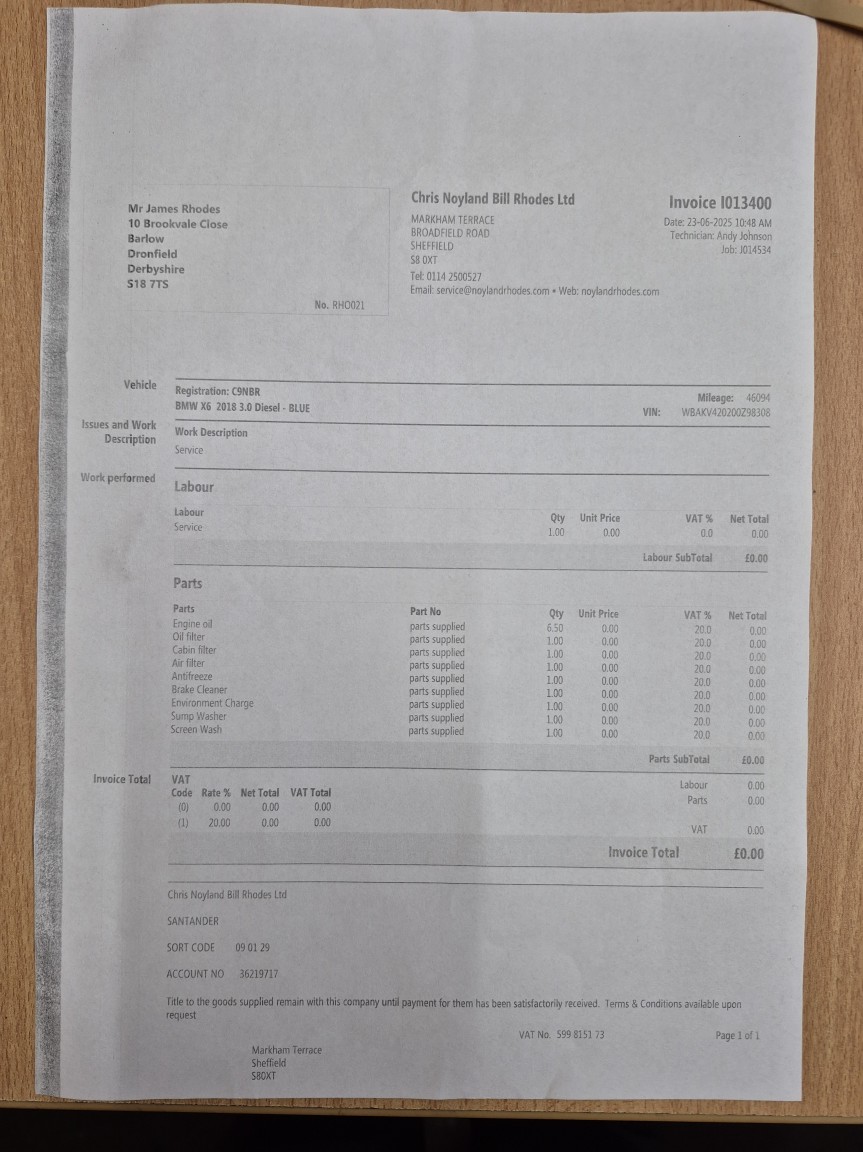 Mr James Rhodes
10 Brookvale Close
Barlow
Dronfield
Derbyshire
S18 7TS
No. RHO021
Chris Noyland Bill Rhodes Ltd
MARKHAM TERRACE
BROADFIELD ROAD
SHEFFIELD
S8 0XT
Tel: 0114 2500527
Email: service@noylandrhodes.com • Web: noylandrhodes.com
Invoice I013400
Date: 23-06-2025 10:48 AM
Technician: Andy Johnson
Job: J014534
Vehicle
Registration: C9NBR
BMW X6 2018 3.0 Diesel - BLUE
Mileage: 46094
VIN: WBAKV420200Z98308
Issues and Work
Description
Work Description
Service
Work performed
Labour
Labour Qty Unit Price VAT % Net Total
Service 1.00 0.00 0.0 0.00
Labour SubTotal £0.00
Parts
Parts Part No Qty Unit Price VAT % Net Total
Engine oil parts supplied 6.50 0.00 20.0 0.00
Oil filter parts supplied 1.00 0.00 20.0 0.00
Cabin filter parts supplied 1.00 0.00 20.0 0.00
Air filter parts supplied 1.00 0.00 20.0 0.00
Antifreeze parts supplied 1.00 0.00 20.0 0.00
Brake Cleaner parts supplied 1.00 0.00 20.0 0.00
Environment Charge parts supplied 1.00 0.00 20.0 0.00
Sump Washer parts supplied 1.00 0.00 20.0 0.00
Screen Wash parts supplied 1.00 0.00 20.0 0.00
Parts SubTotal £0.00
Invoice Total
VAT
Code Rate % Net Total VAT Total
(0) 0.00 0.00 0.00
(1) 20.00 0.00 0.00
Labour 0.00
Parts 0.00
VAT 0.00
Invoice Total £0.00
Chris Noyland Bill Rhodes Ltd
SANTANDER
SORT CODE 09 01 29
ACCOUNT NO 36219717
Title to the goods supplied remain with this company until payment for them has been satisfactorily received. Terms & Conditions available upon
request
VAT No. 599 8151 73
Page 1 of 1
Markham Terrace
Sheffield
S80XT